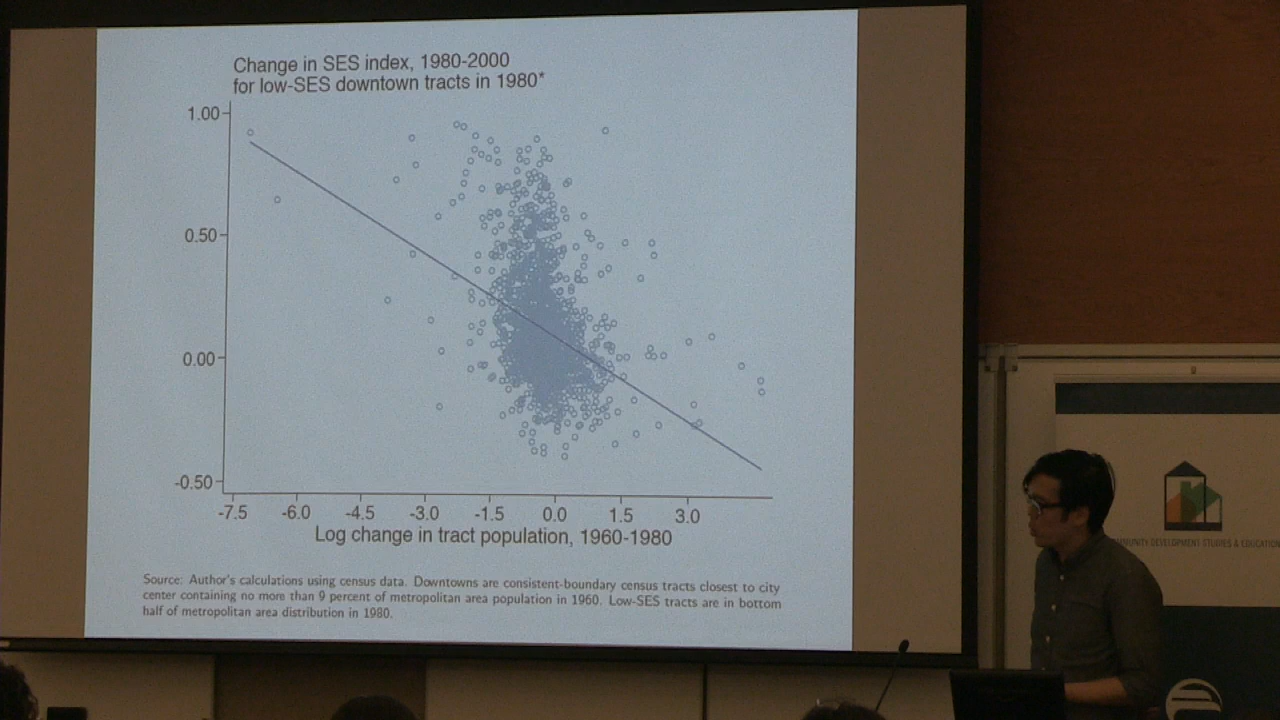 Change in SES index, 1980-2000
for low-SES downtown tracts in 1980*
1.00
0.50
0.00
-0.50
-7.5 -6.0 -4.5 -3.0 -1.5 0.0 1.5 3.0
Log change in tract population, 1960-1980
Source: Author's calculations using census data. Downtowns are consistent-boundary census tracts closest to city
center containing no more than 9 percent of metropolitan area population in 1960. Low-SES tracts are in bottom
half of metropolitan area distribution in 1980.
DEVELOPMENT STUDIES & EDUCATION